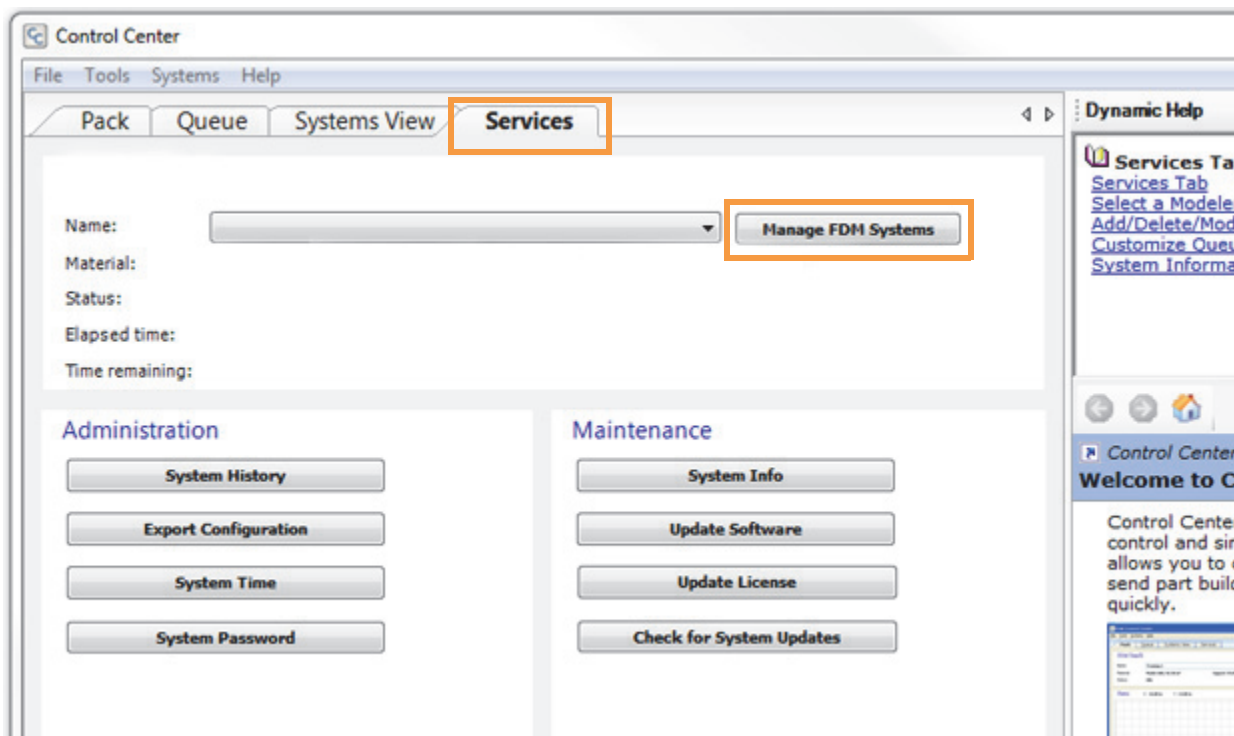 Control Center
File Tools Systems Help
Pack Queue Systems View Services
Name: Manage FDM Systems
Material:
Status:
Elapsed time:
Time remaining:
Administration
System History
Export Configuration
System Time
System Password
Maintenance
System Info
Update Software
Update License
Check for System Updates
Dynamic Help
Services Ta
Services Tab
Select a Modele
Add/Delete/Mod
Customize Queu
System Informa
Control Center
Welcome to C
Control Cente
control and sin
allows you to
send part build
quickly.